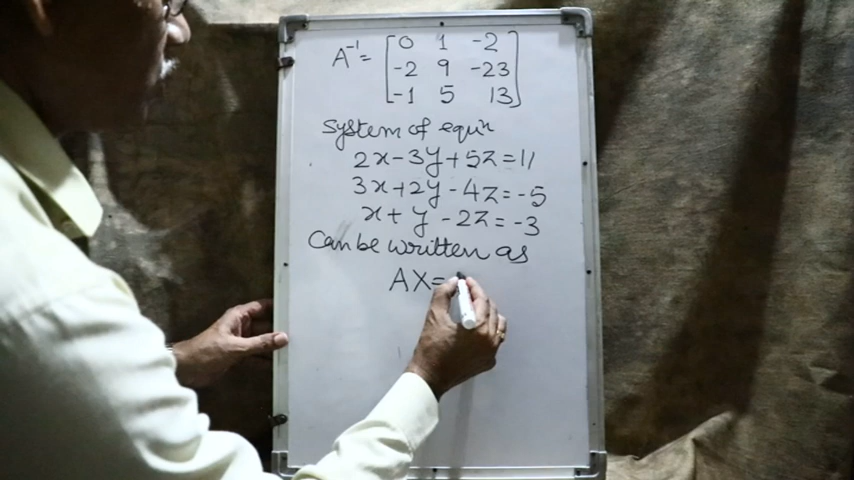 A⁻¹= [0 1 -2
-2 9 -23
-1 5 13]
System of equn
2x-3y+5z=11
3x+2y-4z=-5
x+y-2z=-3
Can be written as
AX=